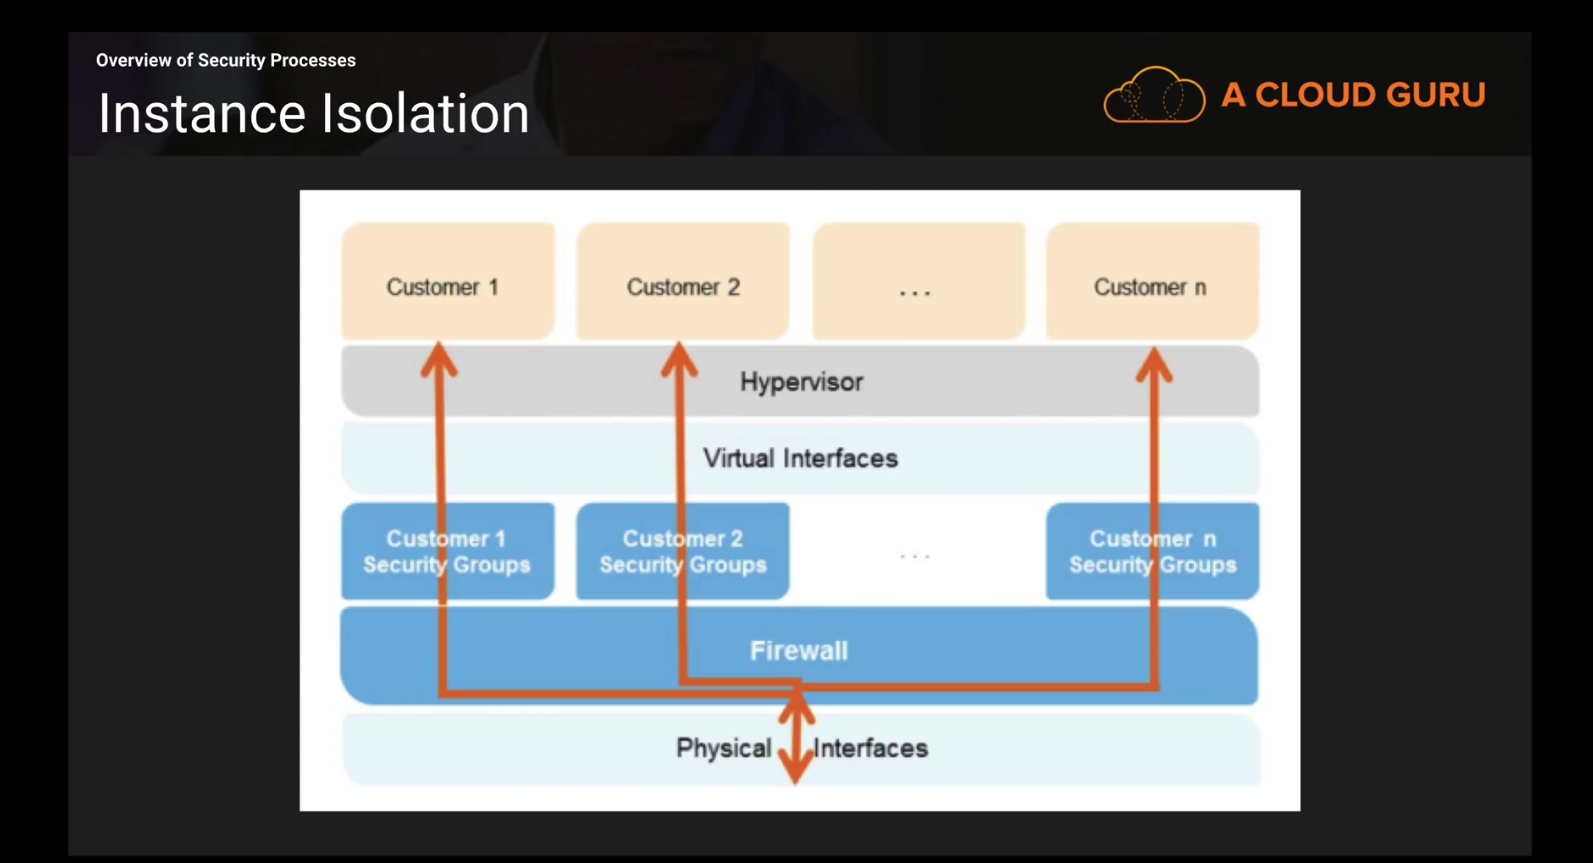 Overview of Security Processes
Instance Isolation
A CLOUD GURU
Customer 1
Customer 2
...
Customer n
Hypervisor
Virtual Interfaces
Customer 1
Security Groups
Customer 2
Security Groups
...
Customer n
Security Groups
Firewall
Physical Interfaces